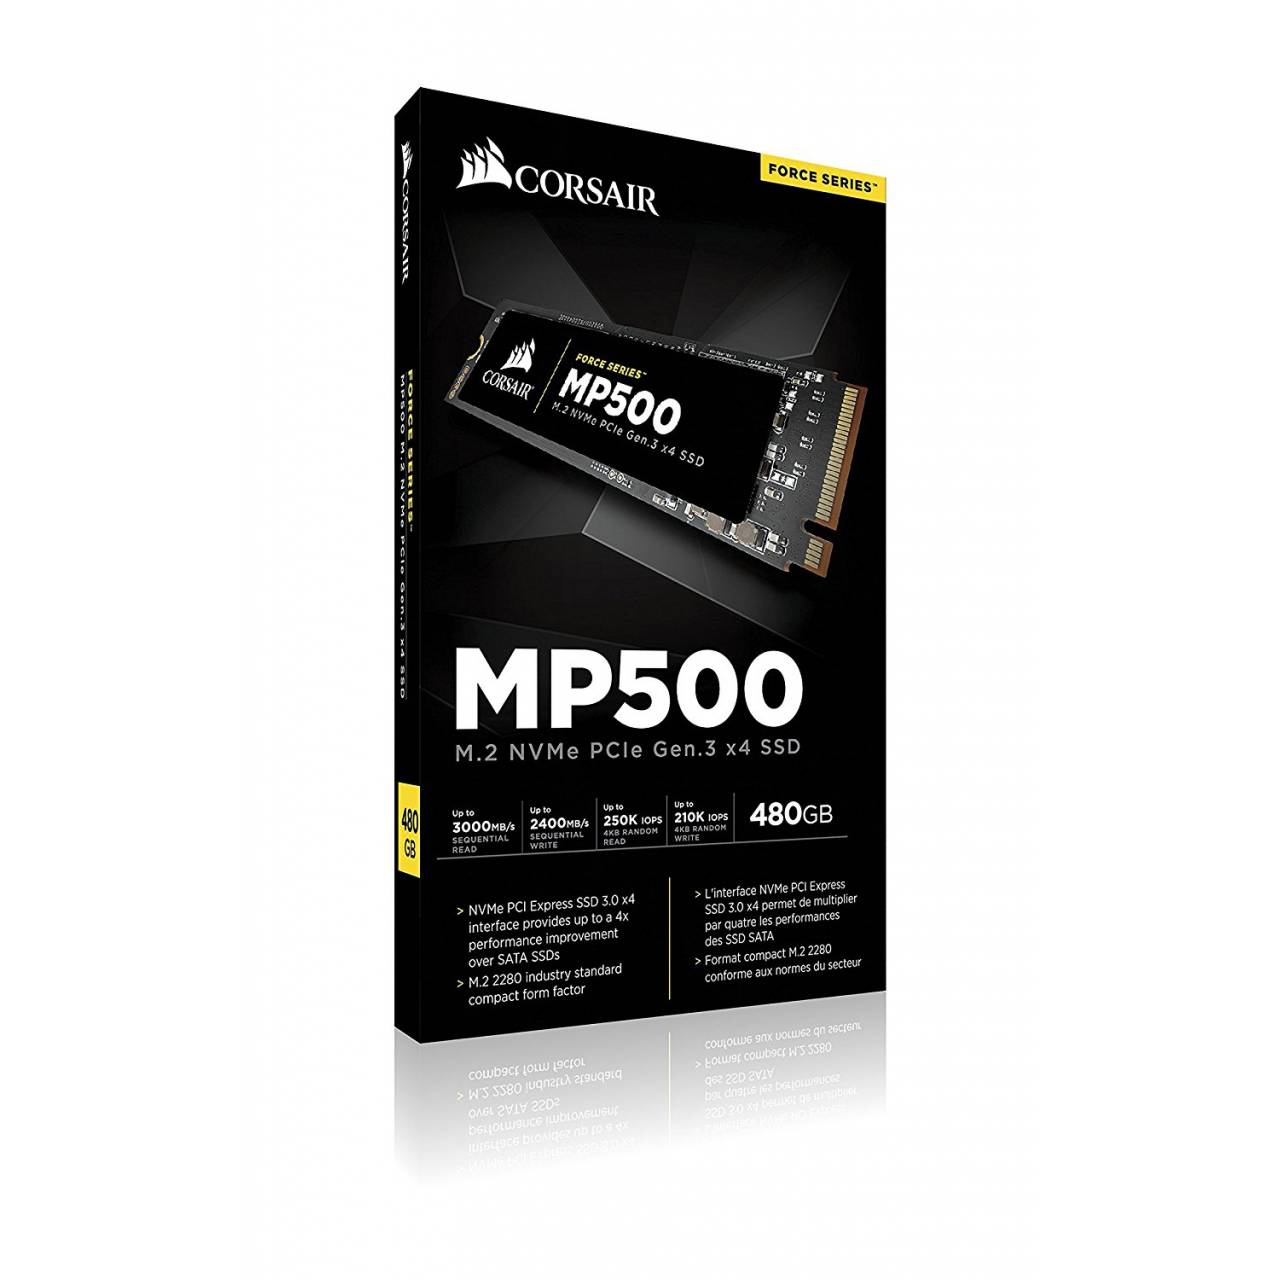 CORSAIR
FORCE SERIES™
CORSAIR
FORCE SERIES™
MP500
M.2 NVMe PCIe Gen.3 x4 SSD
MP500
M.2 NVMe PCIe Gen.3 x4 SSD
Up to
3000MB/s
SEQUENTIAL
READ
Up to
2400MB/s
SEQUENTIAL
WRITE
Up to
250K IOPS
4KB RANDOM
READ
Up to
210K IOPS
4KB RANDOM
WRITE
480GB
> NVMe PCI Express SSD 3.0 x4
interface provides up to a 4x
performance improvement
over SATA SSDs
> M.2 2280 industry standard
compact form factor
> L'interface NVMe PCI Express
SSD 3.0 x4 permet de multiplier
par quatre les performances
des SSD SATA
> Format compact M.2 2280
conforme aux normes du secteur
CORSAIR
FORCE SERIES™
MP500 M.2 NVMe PCIe Gen.3 x4 SSD
480
GB